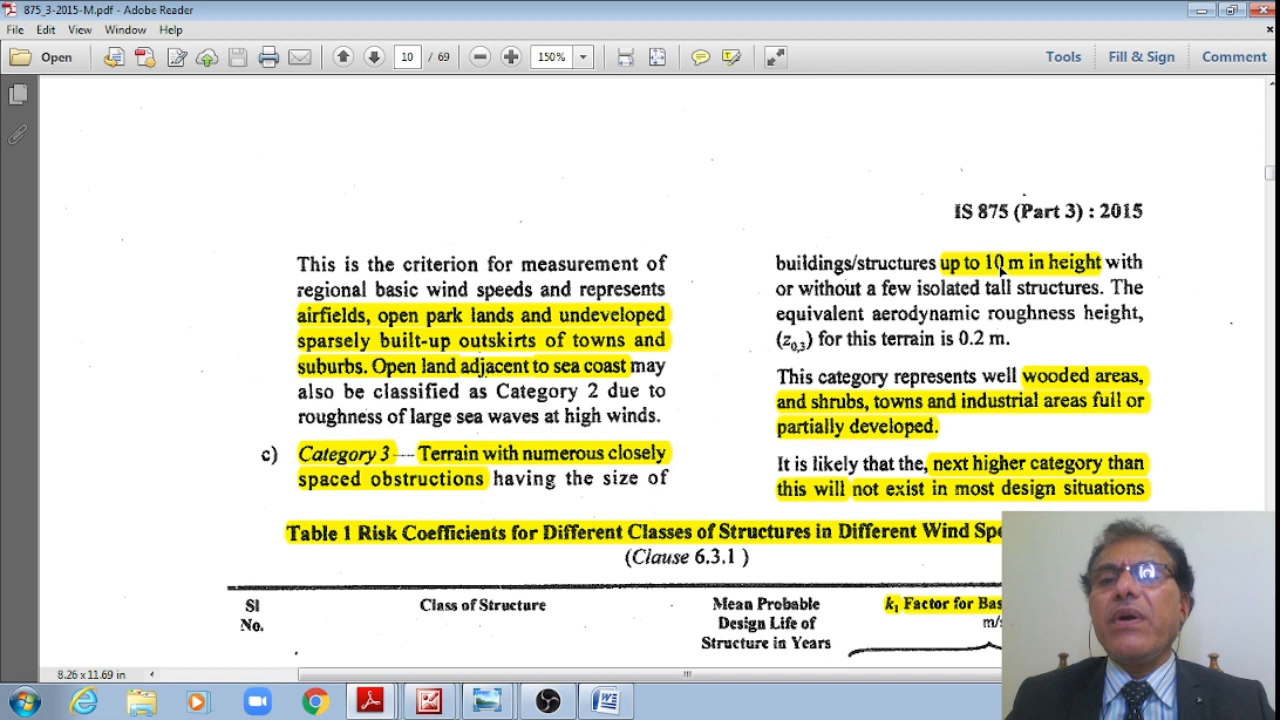 875_3-2015-M.pdf - Adobe Reader
File Edit View Window Help
Open 10 / 69 150% Tools Fill & Sign Comment
IS 875 (Part 3) : 2015
This is the criterion for measurement of
regional basic wind speeds and represents
airfields, open park lands and undeveloped
sparsely built-up outskirts of towns and
suburbs. Open land adjacent to sea coast may
also be classified as Category 2 due to
roughness of large sea waves at high winds.
c) Category 3 — Terrain with numerous closely
spaced obstructions having the size of
buildings/structures up to 10 m in height with
or without a few isolated tall structures. The
equivalent aerodynamic roughness height,
(z0,3) for this terrain is 0.2 m.
This category represents well wooded areas,
and shrubs, towns and industrial areas full or
partially developed.
It is likely that the, next higher category than
this will not exist in most design situations
Table 1 Risk Coefficients for Different Classes of Structures in Different Wind Spe
(Clause 6.3.1 )
Sl
No.
Class of Structure
Mean Probable
Design Life of
Structure in Years
k1 Factor for Bas
m/s
8.26 x 11.69 in